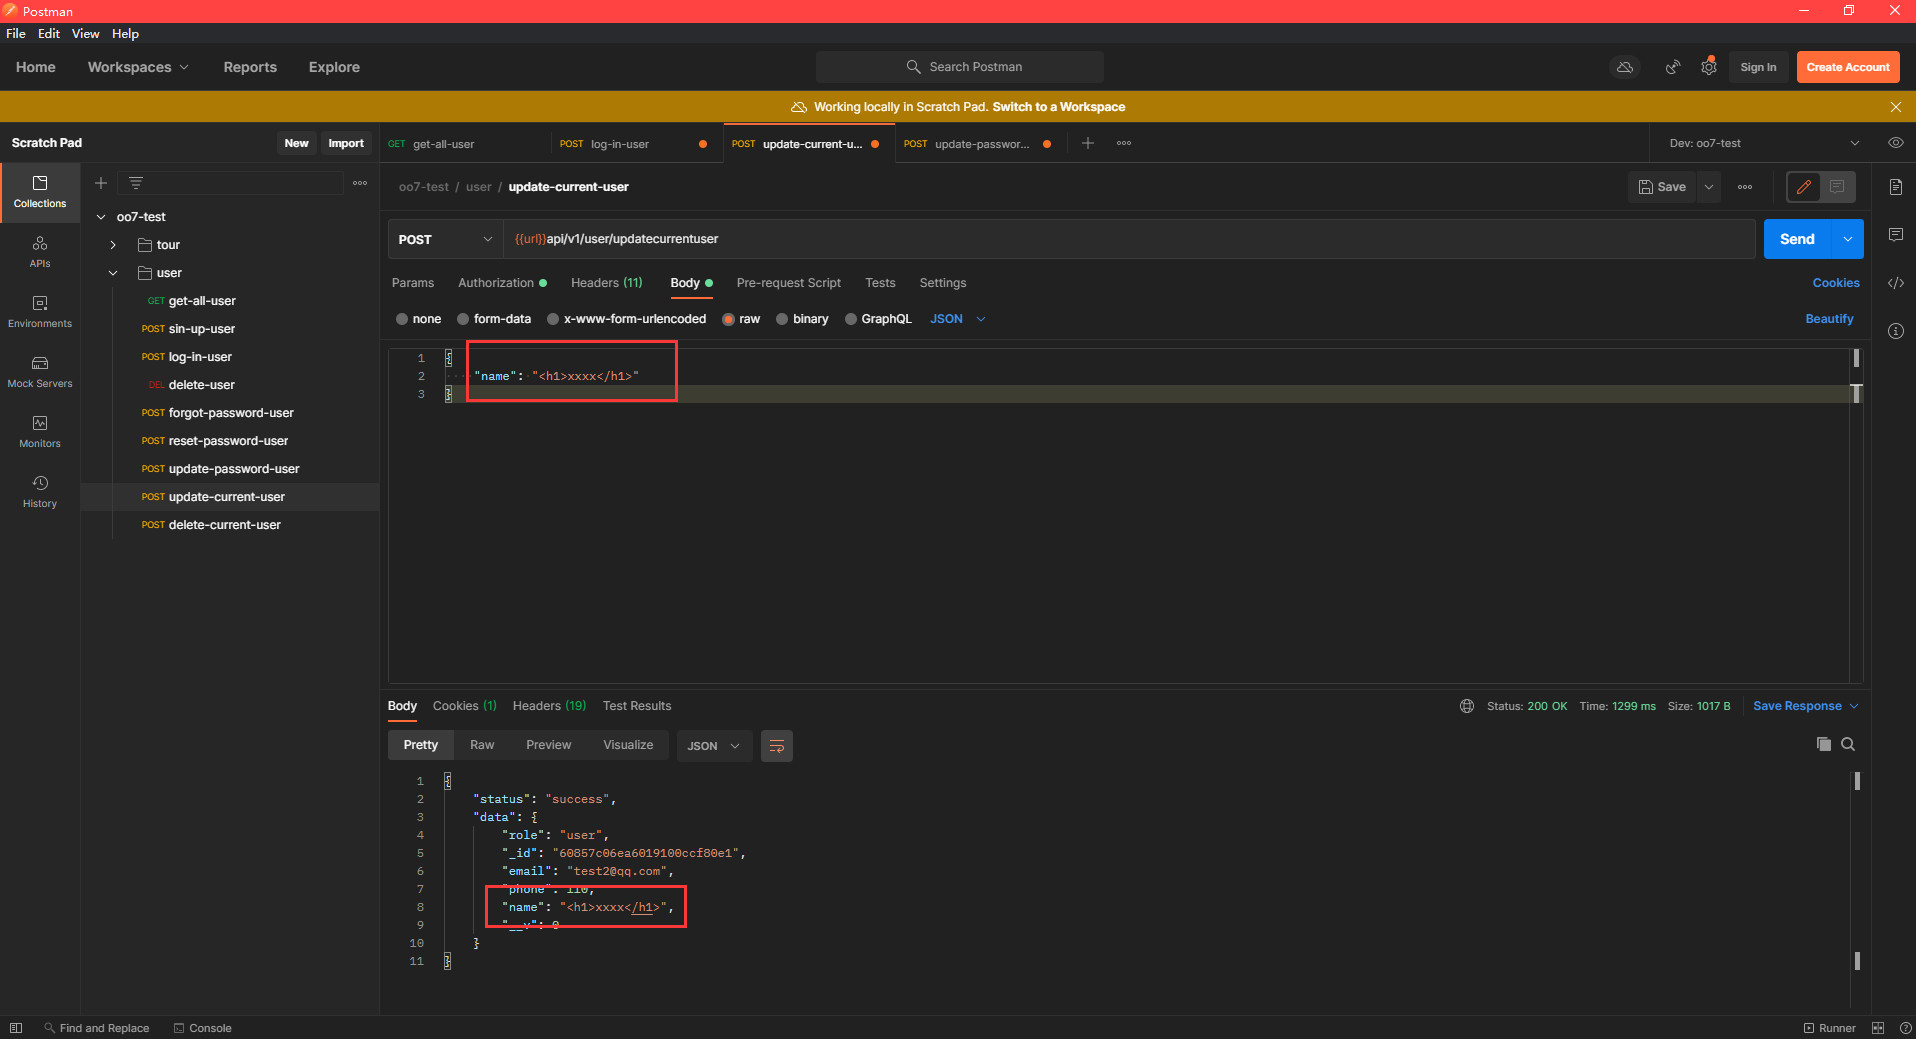 Postman
File Edit View Help
Home Workspaces Reports Explore
Search Postman
Sign In Create Account
Working locally in Scratch Pad. Switch to a Workspace
Scratch Pad New Import
GET get-all-user POST log-in-user POST update-current-u... POST update-passwor...
Dev: oo7-test
Collections
APIs
Environments
Mock Servers
Monitors
History
oo7-test
tour
user
GET get-all-user
POST sin-up-user
POST log-in-user
DEL delete-user
POST forgot-password-user
POST reset-password-user
POST update-password-user
POST update-current-user
POST delete-current-user
oo7-test / user / update-current-user
Save
POST {{url}}api/v1/user/updatecurrentuser Send
Params Authorization Headers (11) Body Pre-request Script Tests Settings Cookies
none form-data x-www-form-urlencoded raw binary GraphQL JSON Beautify
1 {
2 "name": "<h1>xxxx</h1>"
3 }
Body Cookies (1) Headers (19) Test Results
Status: 200 OK Time: 1299 ms Size: 1017 B Save Response
Pretty Raw Preview Visualize JSON
1 {
2 "status": "success",
3 "data": {
4 "role": "user",
5 "_id": "60857c06ea6019100ccf80e1",
6 "email": "test2@qq.com",
7 "phone": 110,
8 "name": "<h1>xxxx</h1>",
9 "__v": 0
10 }
11 }
Find and Replace Console
Runner